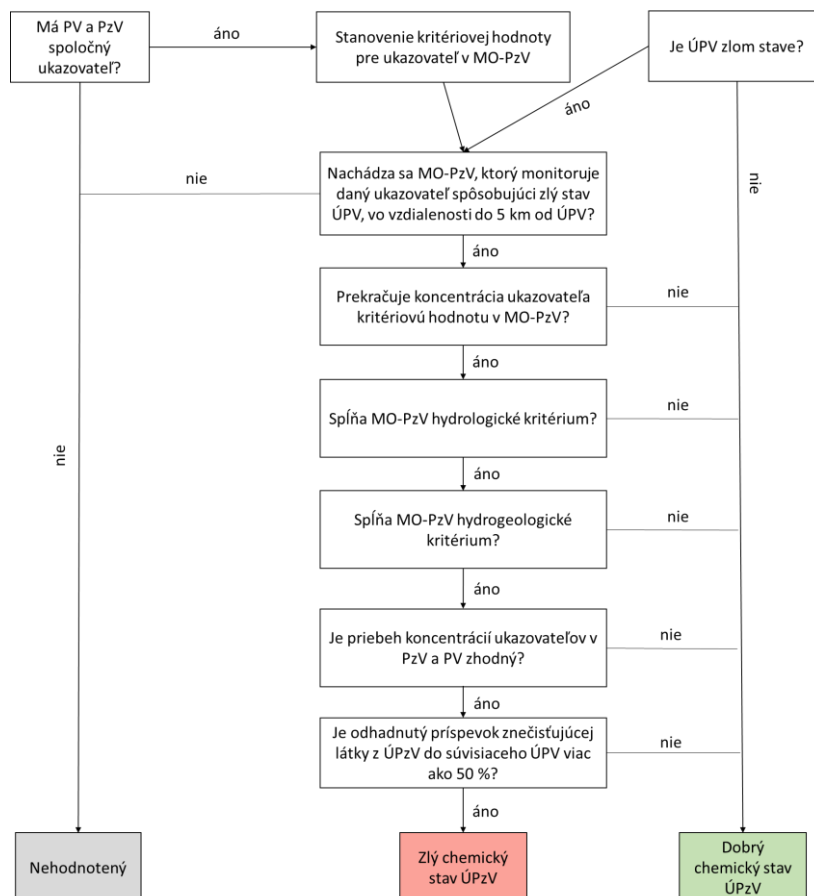 Má PV a PzV
spoločný
ukazovateľ?
áno
Stanovenie kritériovej hodnoty
pre ukazovateľ v MO-PzV
Je ÚPV zlom stave?
áno
nie
Nachádza sa MO-PzV, ktorý monitoruje
daný ukazovateľ spôsobujúci zlý stav
ÚPV, vo vzdialenosti do 5 km od ÚPV?
nie
áno
Prekračuje koncentrácia ukazovateľa
kritériovú hodnotu v MO-PzV?
nie
áno
Spĺňa MO-PzV hydrologické kritérium?
nie
nie
áno
Spĺňa MO-PzV hydrogeologické
kritérium?
nie
áno
Je priebeh koncentrácií ukazovateľov v
PzV a PV zhodný?
nie
áno
Je odhadnutý príspevok znečisťujúcej
látky z ÚPzV do súvisiaceho ÚPV viac
ako 50 %?
nie
áno
Nehodnotený
Zlý chemický
stav ÚPzV
Dobrý
chemický stav
ÚPzV